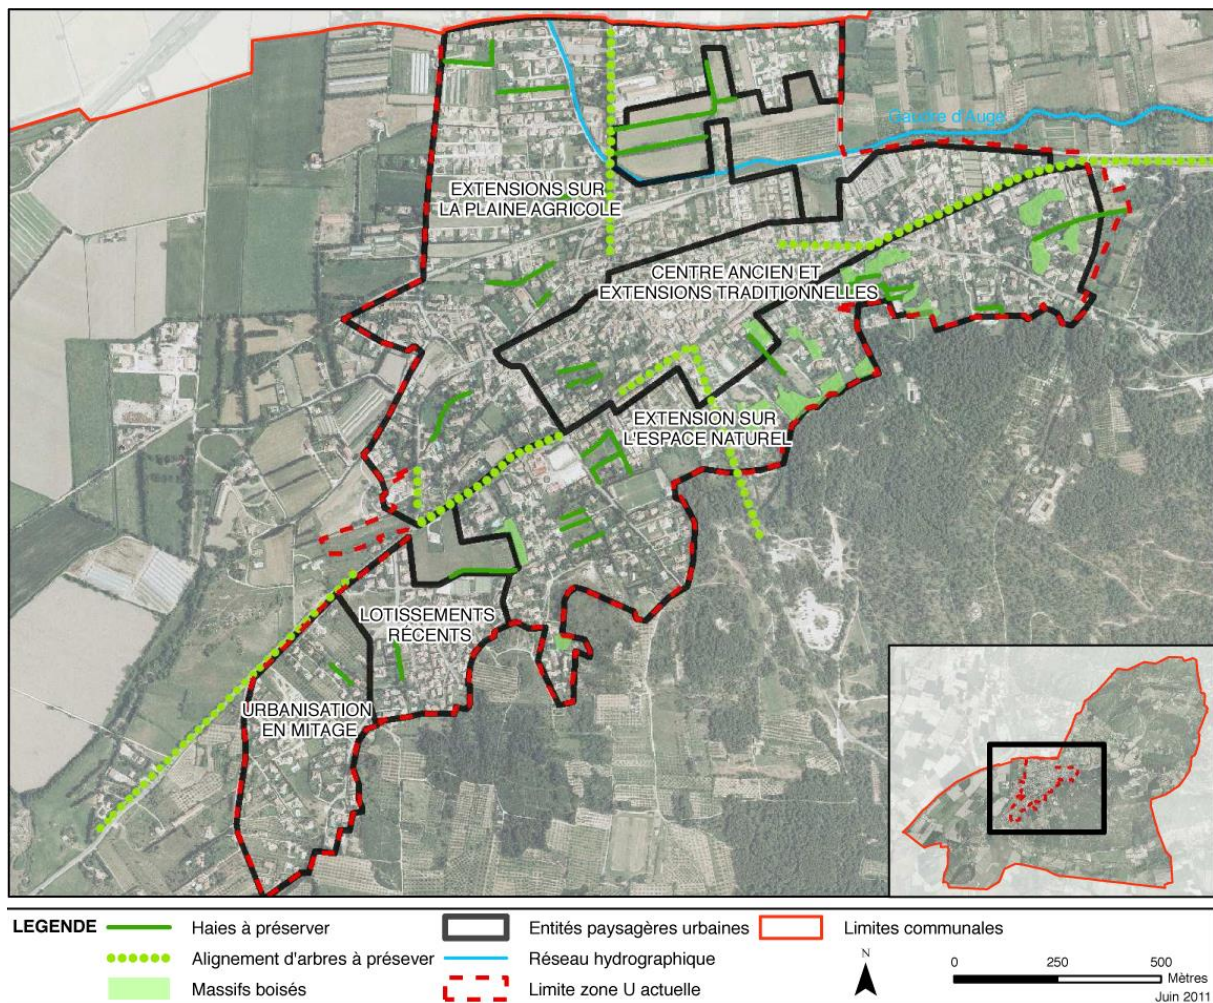 Gaudre d'Auge
EXTENSIONS SUR
LA PLAINE AGRICOLE
CENTRE ANCIEN ET
EXTENSIONS TRADITIONNELLES
EXTENSION SUR
L'ESPACE NATUREL
LOTISSEMENTS
RÉCENTS
URBANISATION
EN MITAGE
LEGENDE
Haies à préserver
Alignement d'arbres à présever
Massifs boisés
Entités paysagères urbaines
Réseau hydrographique
Limite zone U actuelle
Limites communales
N
0 250 500
Mètres
Juin 2011